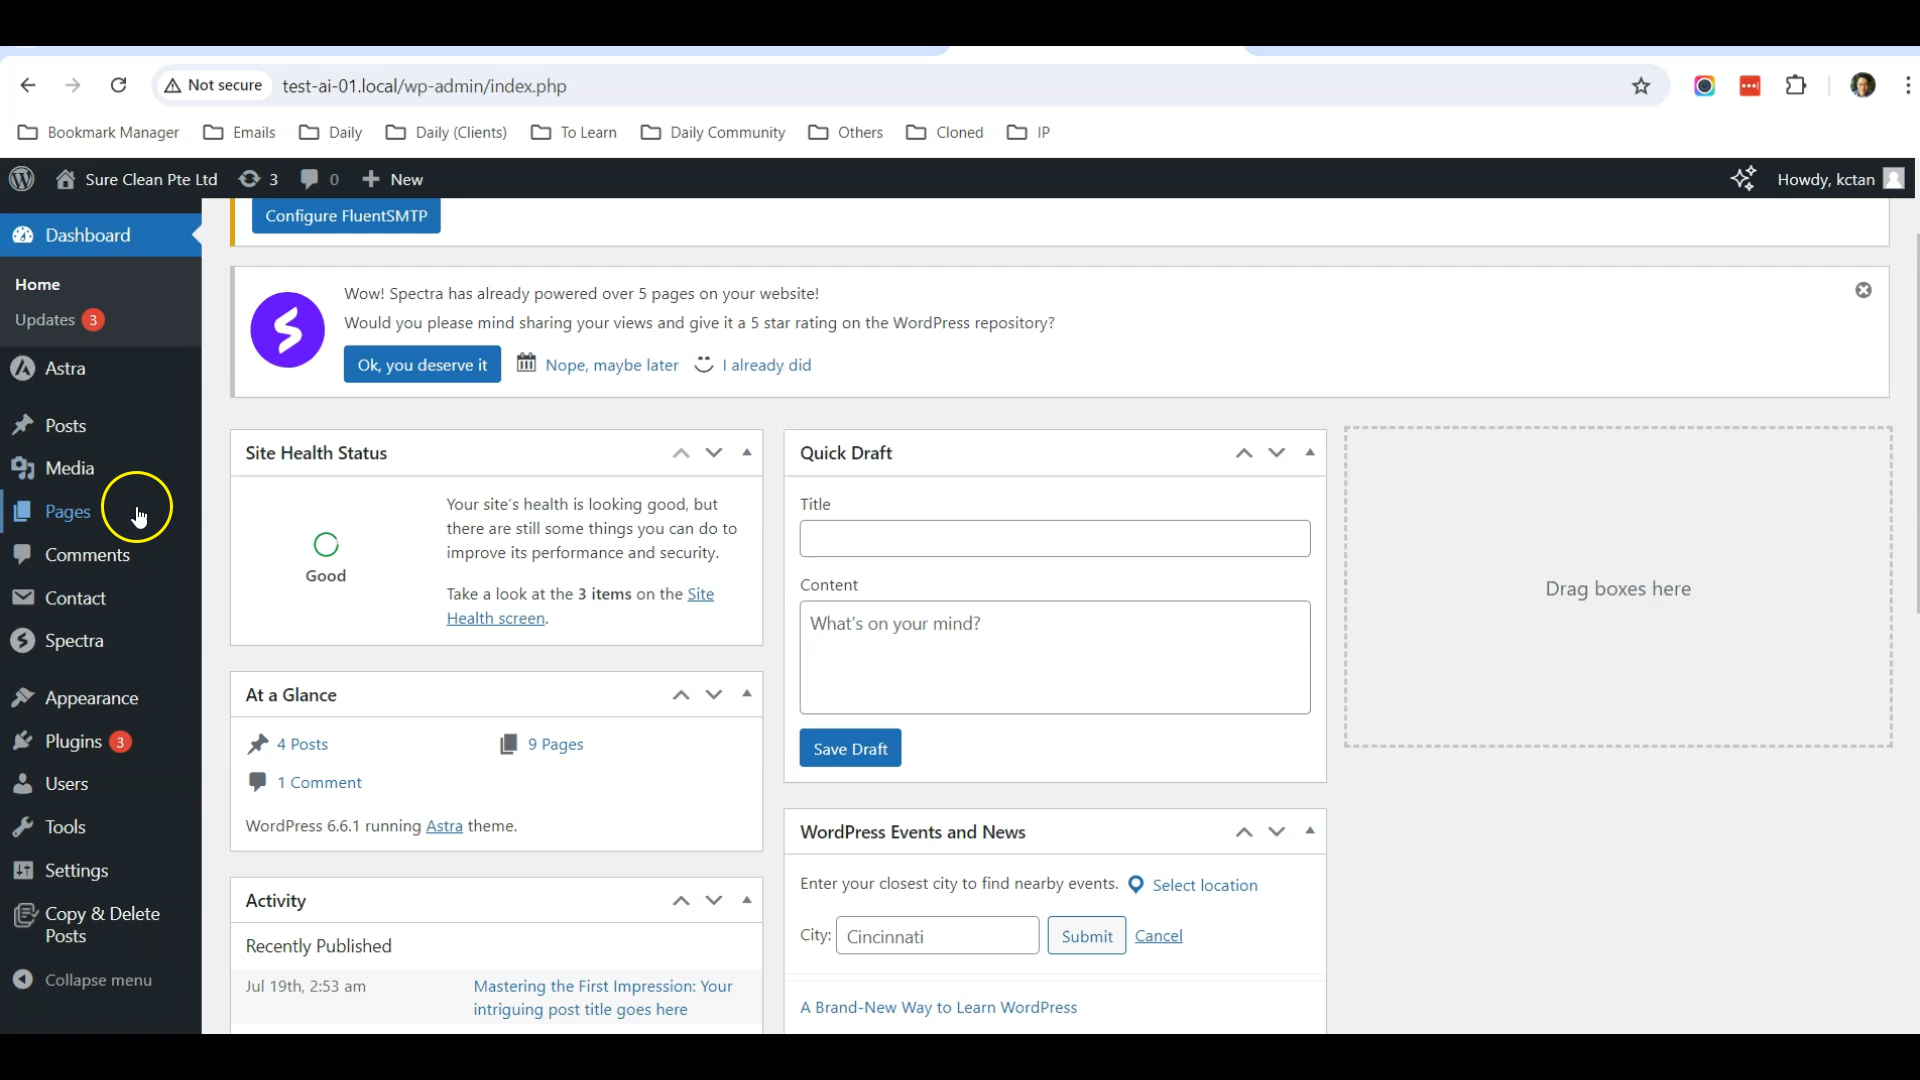 Not secure
test-ai-01.local/wp-admin/index.php
Bookmark Manager
Emails
Daily
Daily (Clients)
To Learn
Daily Community
Others
Cloned
IP
Sure Clean Pte Ltd
3
0
New
Howdy, kctan
Dashboard
Home
Updates 3
Astra
Posts
Media
Pages
Comments
Contact
Spectra
Appearance
Plugins 3
Users
Tools
Settings
Copy & Delete
Posts
Collapse menu
Configure FluentSMTP
Wow! Spectra has already powered over 5 pages on your website!
Would you please mind sharing your views and give it a 5 star rating on the WordPress repository?
Ok, you deserve it
Nope, maybe later
I already did
Site Health Status
Good
Your site's health is looking good, but
there are still some things you can do to
improve its performance and security.
Take a look at the 3 items on the Site
Health screen.
At a Glance
4 Posts
9 Pages
1 Comment
WordPress 6.6.1 running Astra theme.
Activity
Recently Published
Jul 19th, 2:53 am
Mastering the First Impression: Your
intriguing post title goes here
Quick Draft
Title
Content
What's on your mind?
Save Draft
WordPress Events and News
Enter your closest city to find nearby events.
Select location
City:
Cincinnati
Submit
Cancel
A Brand-New Way to Learn WordPress
Drag boxes here